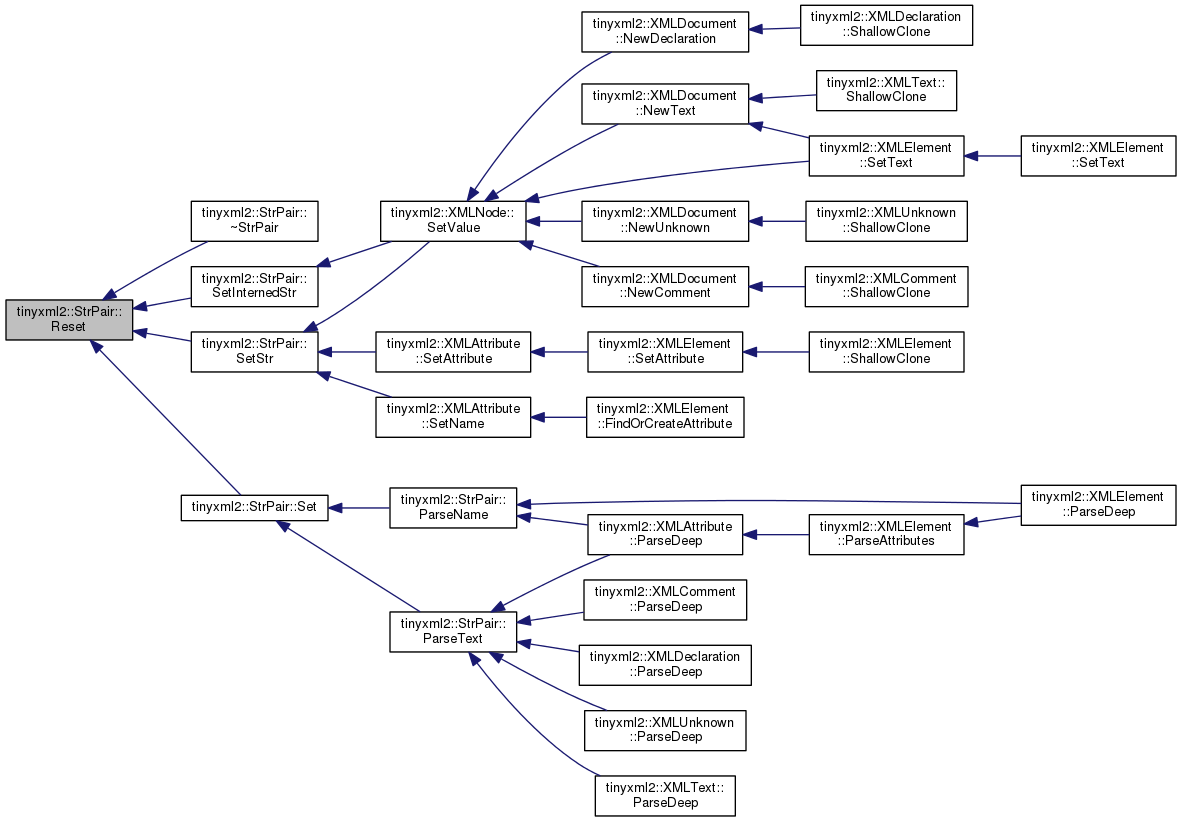 tinyxml2::XMLDocument
::NewDeclaration
tinyxml2::XMLDeclaration
::ShallowClone
tinyxml2::XMLDocument
::NewText
tinyxml2::XMLText::
ShallowClone
tinyxml2::XMLElement
::SetText
tinyxml2::XMLElement
::SetText
tinyxml2::StrPair::
~StrPair
tinyxml2::XMLNode::
SetValue
tinyxml2::XMLDocument
::NewUnknown
tinyxml2::XMLUnknown
::ShallowClone
tinyxml2::StrPair::
SetInternedStr
tinyxml2::XMLDocument
::NewComment
tinyxml2::XMLComment
::ShallowClone
tinyxml2::StrPair::
Reset
tinyxml2::StrPair::
SetStr
tinyxml2::XMLAttribute
::SetAttribute
tinyxml2::XMLElement
::SetAttribute
tinyxml2::XMLElement
::ShallowClone
tinyxml2::XMLAttribute
::SetName
tinyxml2::XMLElement
::FindOrCreateAttribute
tinyxml2::StrPair::Set
tinyxml2::StrPair::
ParseName
tinyxml2::XMLElement
::ParseDeep
tinyxml2::XMLAttribute
::ParseDeep
tinyxml2::XMLElement
::ParseAttributes
tinyxml2::XMLComment
::ParseDeep
tinyxml2::StrPair::
ParseText
tinyxml2::XMLDeclaration
::ParseDeep
tinyxml2::XMLUnknown
::ParseDeep
tinyxml2::XMLText::
ParseDeep